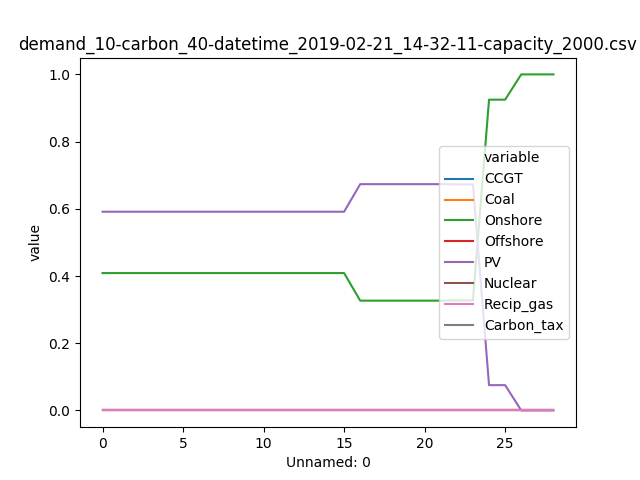 demand_10-carbon_40-datetime_2019-02-21_14-32-11-capacity_2000.csv
1.0
0.8
0.6
0.4
0.2
0.0
value
variable
CCGT
Coal
Onshore
Offshore
PV
Nuclear
Recip_gas
Carbon_tax
0 5 10 15 20 25
Unnamed: 0